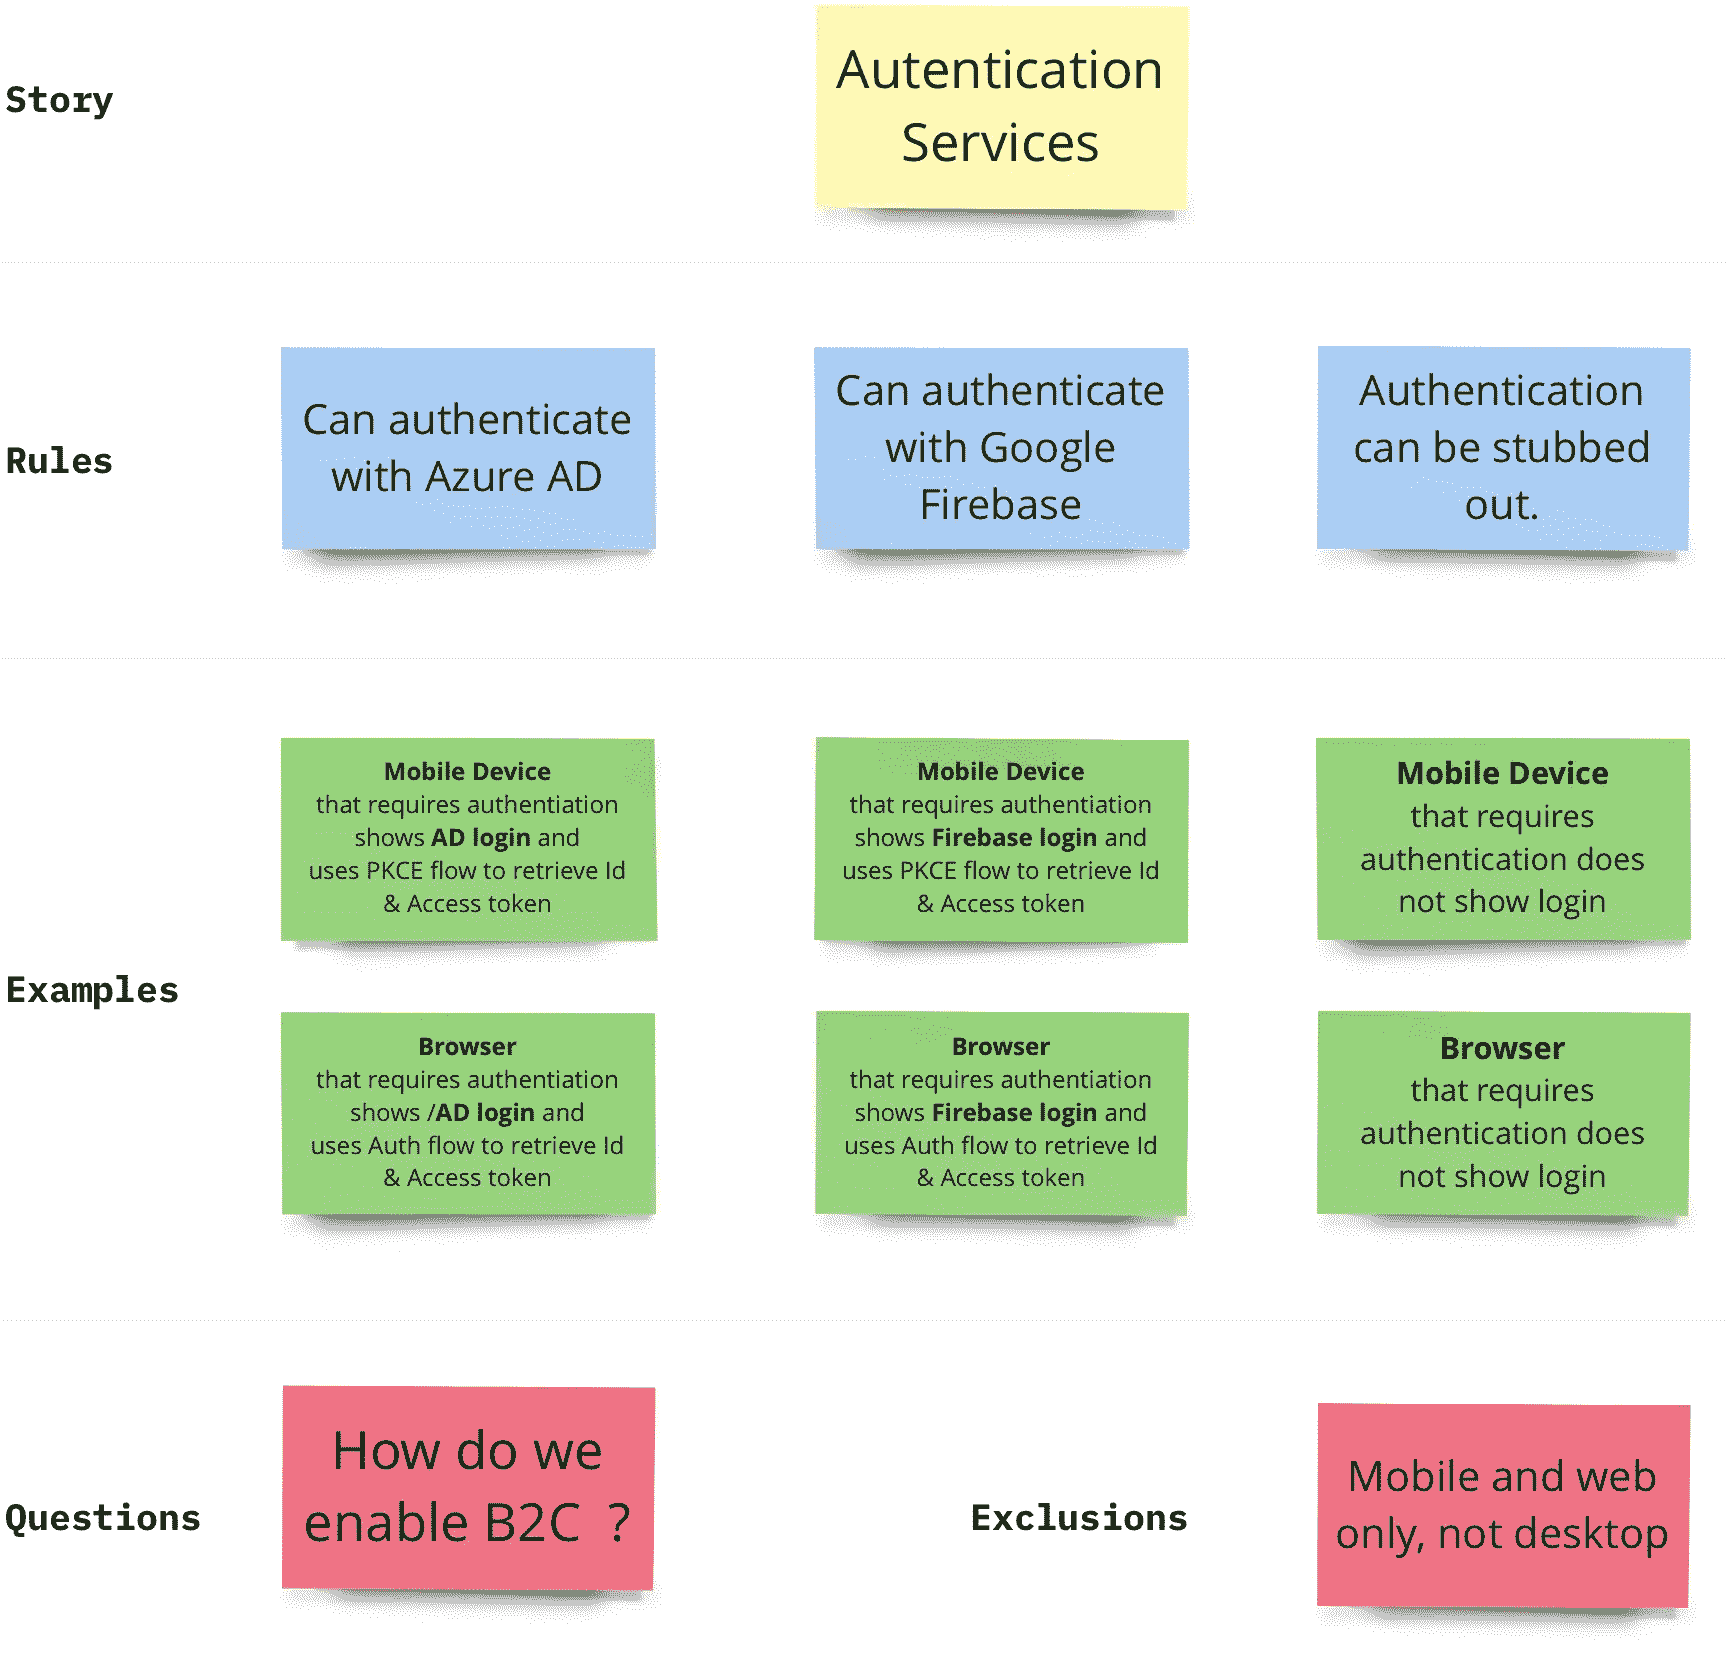 Story
Autentication
Services
Rules
Can authenticate
with Azure AD
Can authenticate
with Google
Firebase
Authentication
can be stubbed
out.
Examples
Mobile Device
that requires authentiation
shows AD login and
uses PKCE flow to retrieve Id
& Access token
Mobile Device
that requires authentiation
shows Firebase login and
uses PKCE flow to retrieve Id
& Access token
Mobile Device
that requires
authentication does
not show login
Browser
that requires authentiation
shows /AD login and
uses Auth flow to retrieve Id
& Access token
Browser
that requires authentiation
shows Firebase login and
uses Auth flow to retrieve Id
& Access token
Browser
that requires
authentication does
not show login
Questions
How do we
enable B2C  ?
Exclusions
Mobile and web
only, not desktop